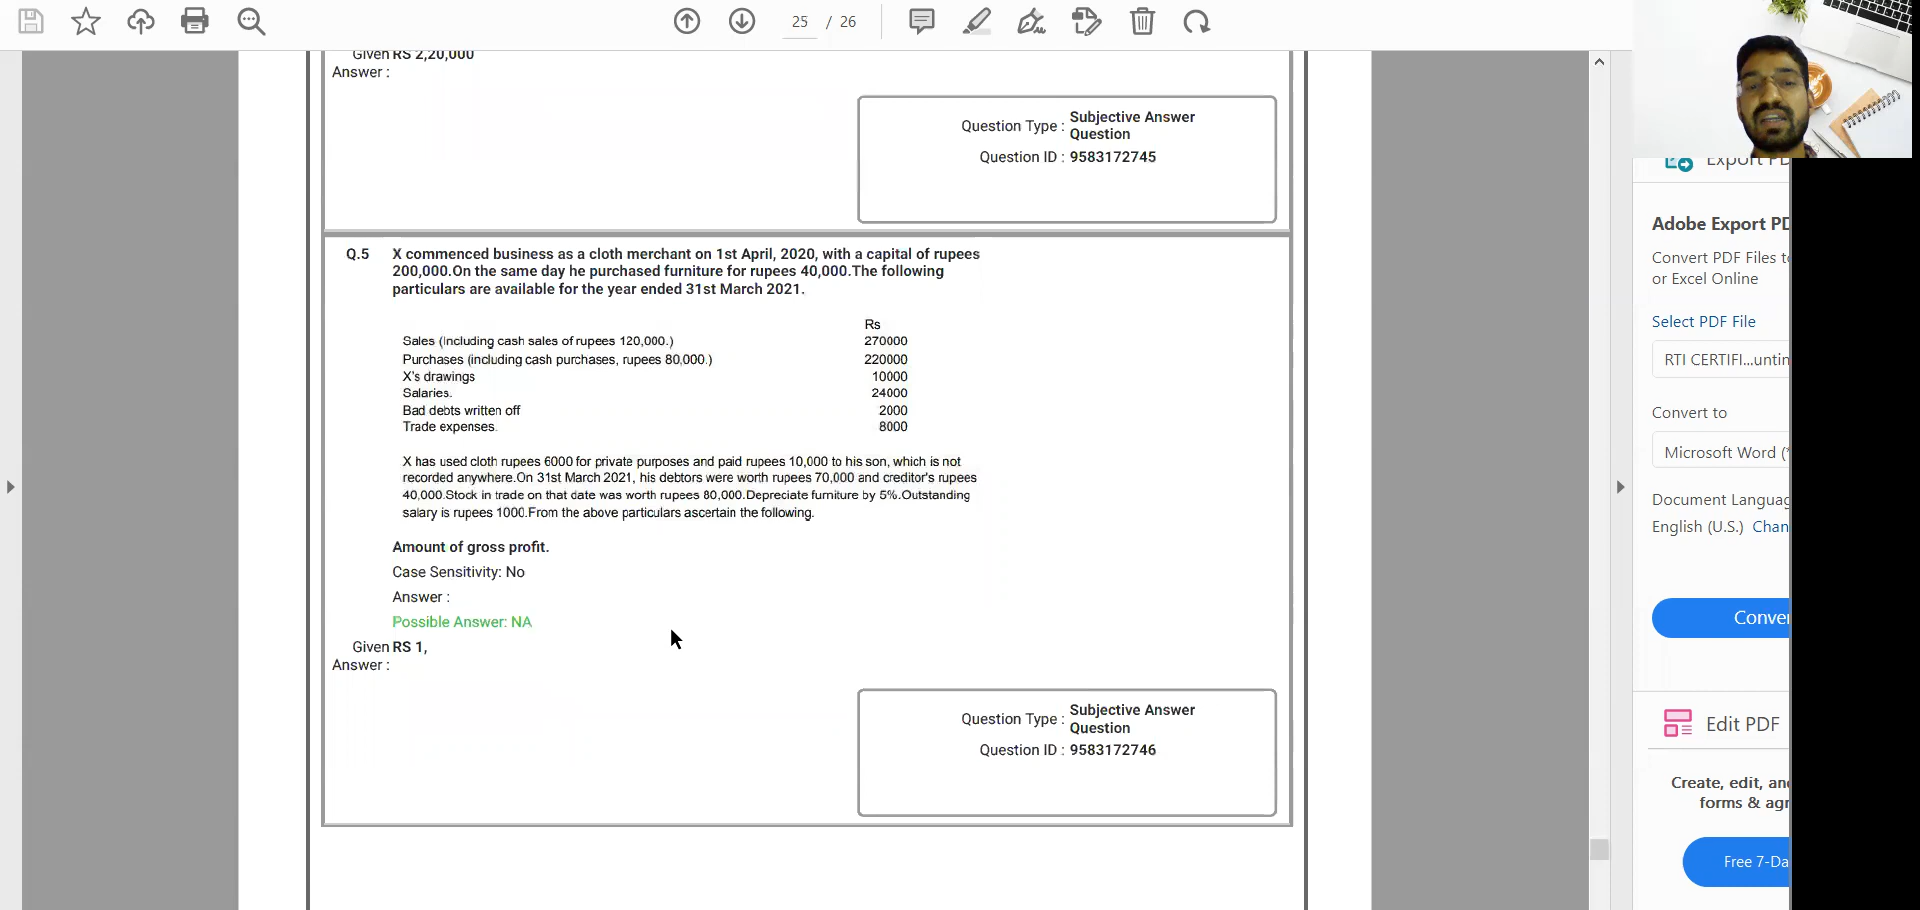 25 / 26
Given RS 2,20,000
Answer :
Question Type : Subjective Answer Question
Question ID : 9583172745
Q.5 X commenced business as a cloth merchant on 1st April, 2020, with a capital of rupees
200,000.On the same day he purchased furniture for rupees 40,000.The following
particulars are available for the year ended 31st March 2021.
Rs
Sales (Including cash sales of rupees 120,000.) 270000
Purchases (including cash purchases, rupees 80,000.) 220000
X's drawings 10000
Salaries. 24000
Bad debts written off 2000
Trade expenses. 8000
X has used cloth rupees 6000 for private purposes and paid rupees 10,000 to his son, which is not
recorded anywhere.On 31st March 2021, his debtors were worth rupees 70,000 and creditor's rupees
40,000.Stock in trade on that date was worth rupees 80,000.Depreciate furniture by 5%.Outstanding
salary is rupees 1000.From the above particulars ascertain the following.
Amount of gross profit.
Case Sensitivity: No
Answer :
Possible Answer: NA
Given RS 1,
Answer :
Question Type : Subjective Answer Question
Question ID : 9583172746
Export PD
Adobe Export PD
Convert PDF Files to
or Excel Online
Select PDF File
RTI CERTIFI...untin
Convert to
Microsoft Word (*
Document Languag
English (U.S.) Chan
Conver
Edit PDF
Create, edit, an
forms & agr
Free 7-Da